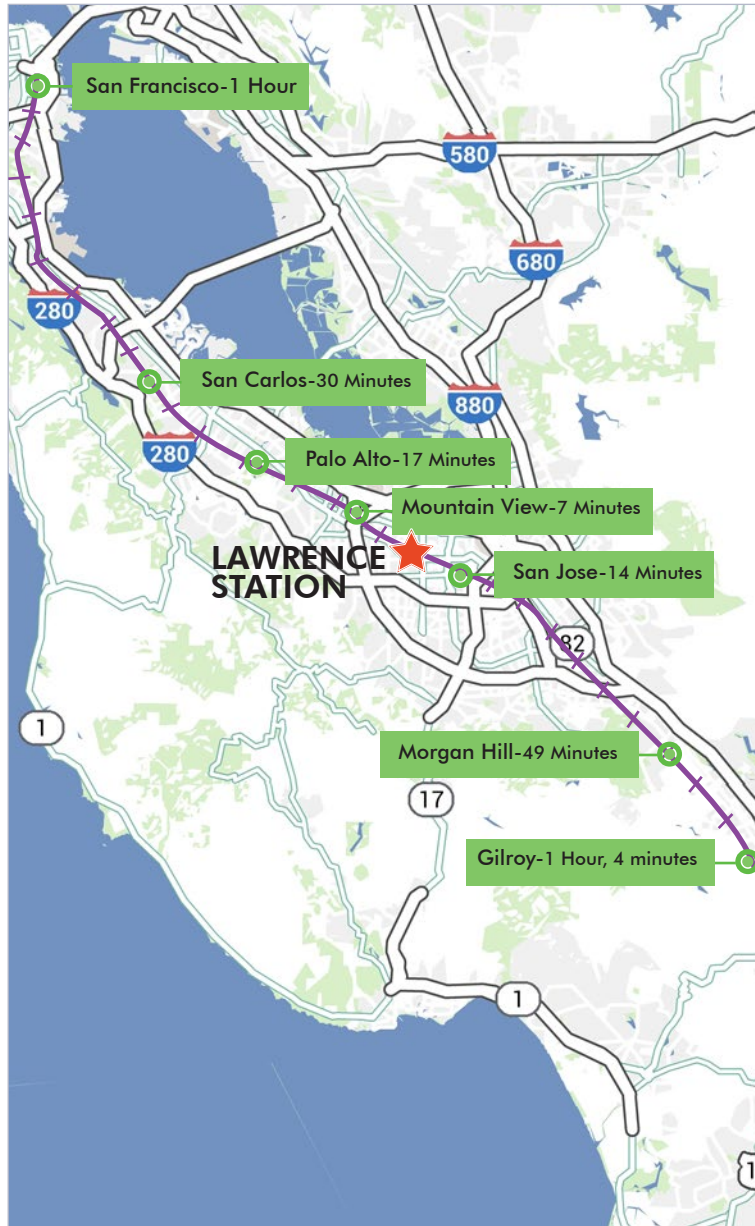 San Francisco-1 Hour
580
680
280
San Carlos-30 Minutes
880
280
Palo Alto-17 Minutes
Mountain View-7 Minutes
LAWRENCE
STATION
San Jose-14 Minutes
82
1
Morgan Hill-49 Minutes
17
Gilroy-1 Hour, 4 minutes
1